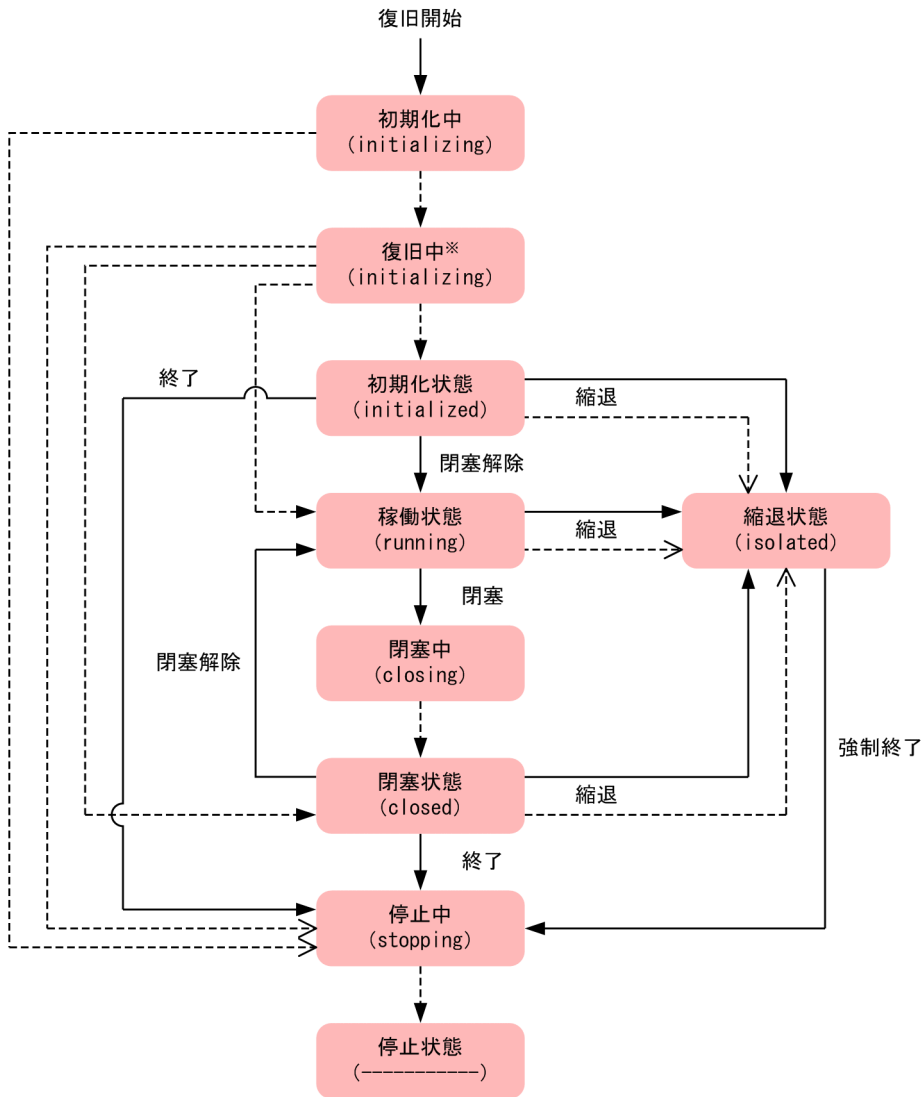 復旧開始
初期化中
(initializing)
復旧中※
(initializing)
終了
初期化状態
(initialized)
縮退
閉塞解除
稼働状態
(running)
縮退
縮退状態
(isolated)
閉塞
閉塞中
(closing)
閉塞解除
強制終了
閉塞状態
(closed)
縮退
終了
停止中
(stopping)
停止状態
(-----------)